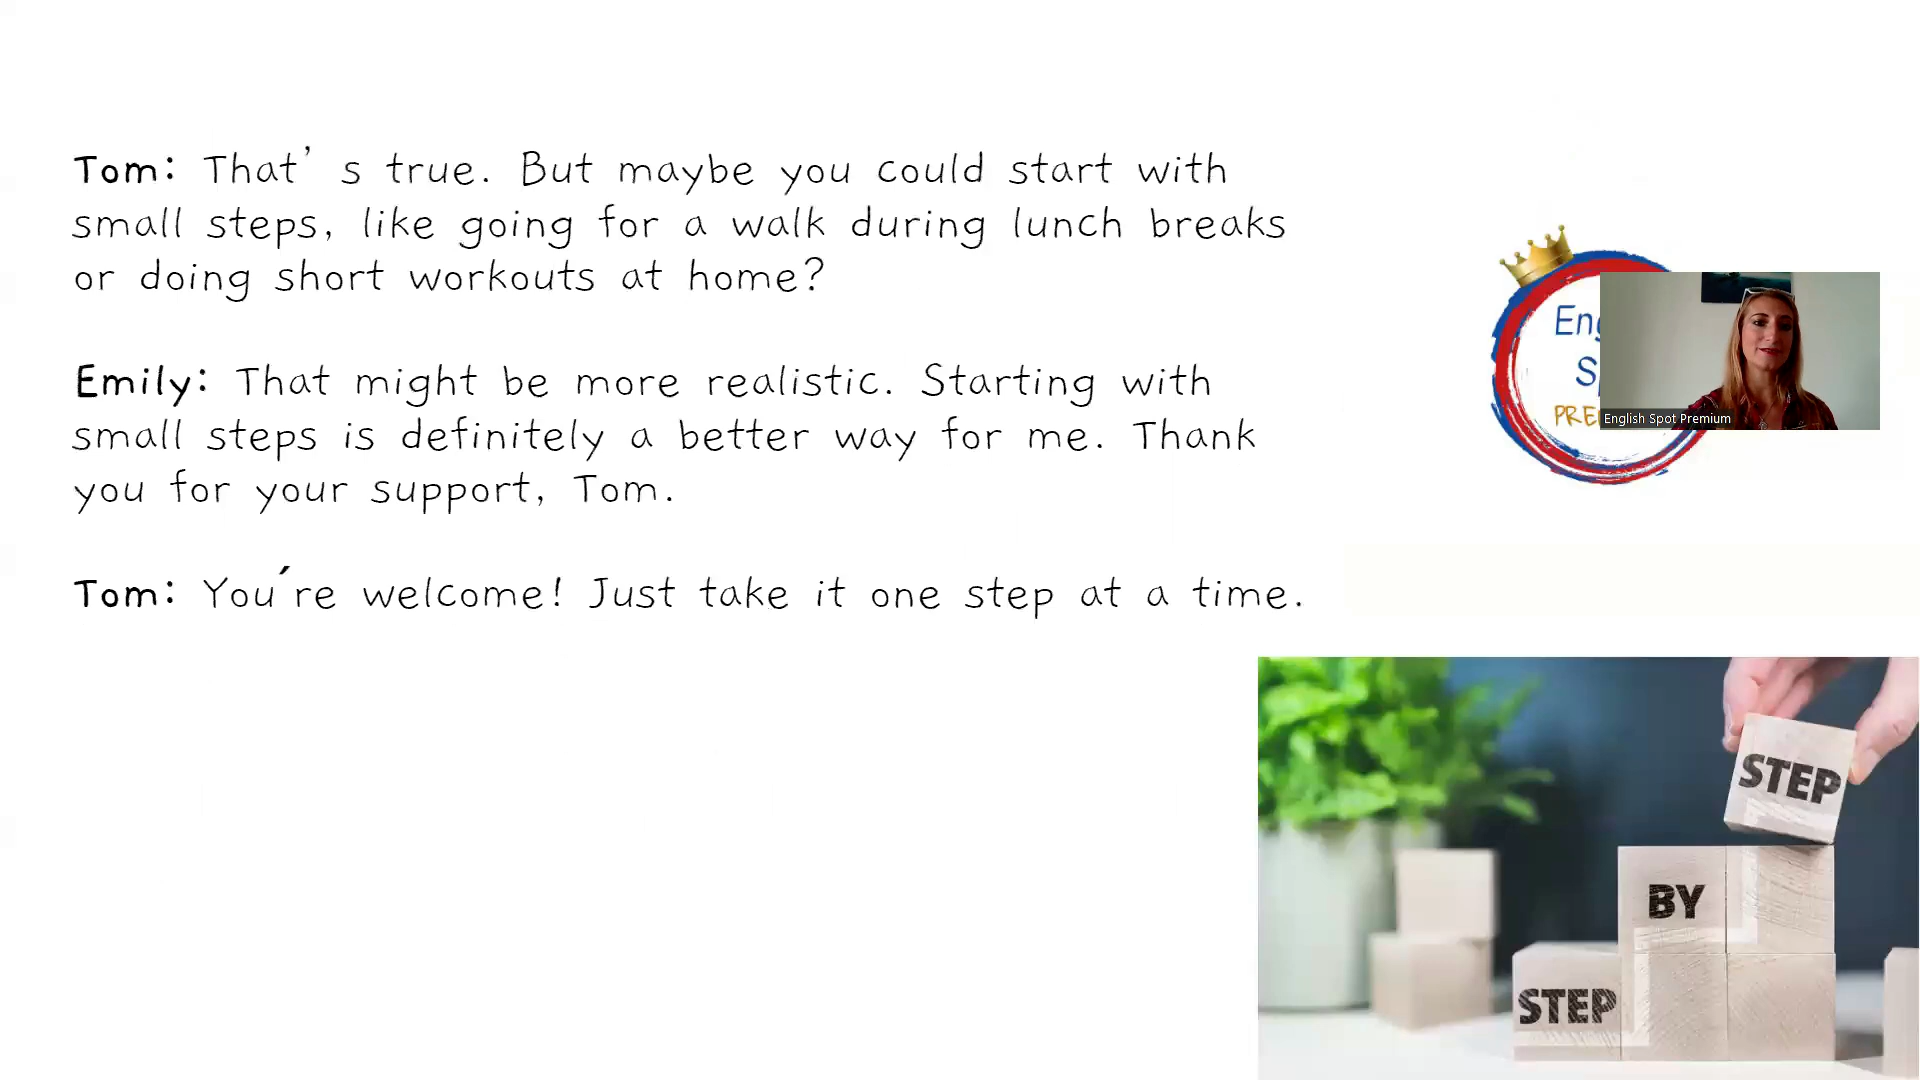 Tom: That’s true. But maybe you could start with
small steps, like going for a walk during lunch breaks
or doing short workouts at home?
Emily: That might be more realistic. Starting with
small steps is definitely a better way for me. Thank
you for your support, Tom.
Tom: You´re welcome! Just take it one step at a time.
English Spot Premium
STEP
BY
STEP